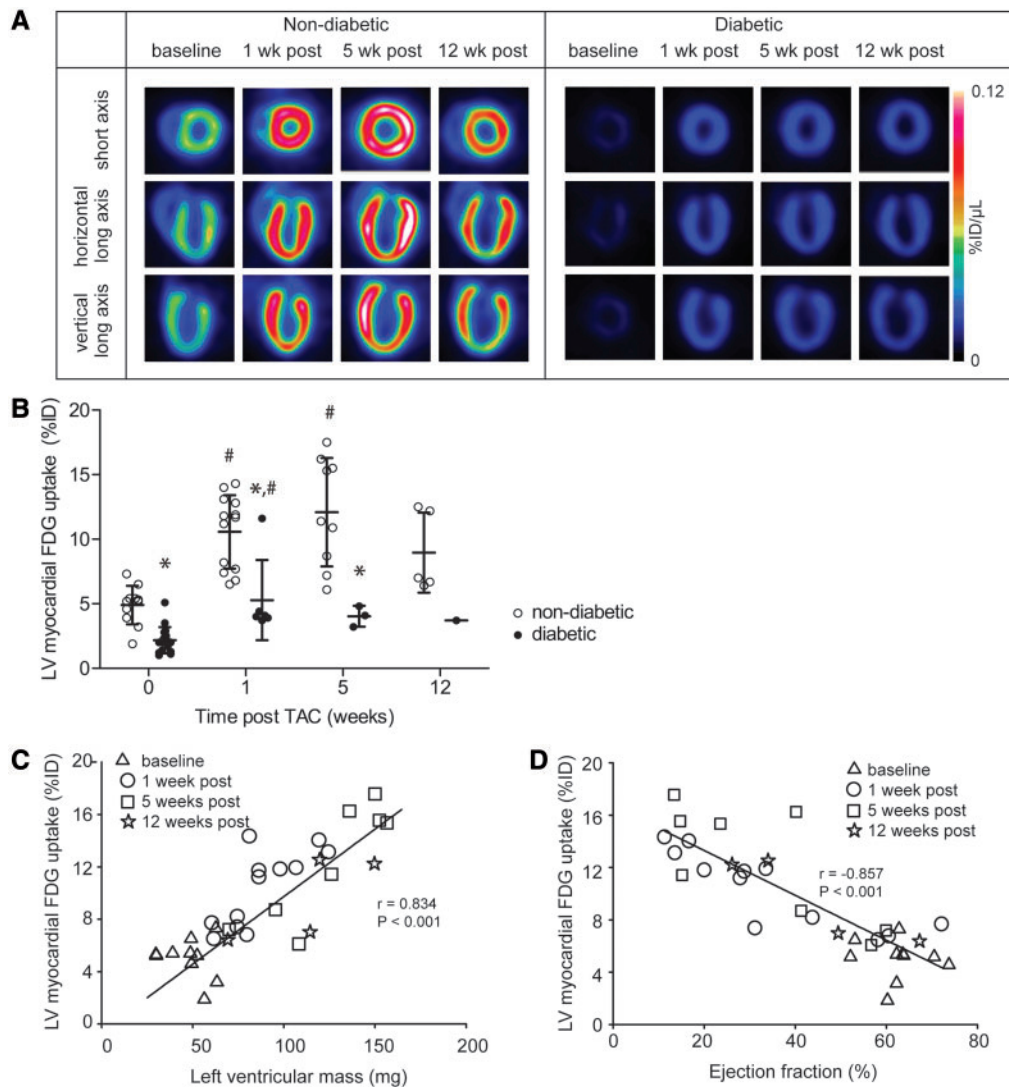 A
Non-diabetic
Diabetic
baseline 1 wk post 5 wk post 12 wk post
baseline 1 wk post 5 wk post 12 wk post
short axis
horizontal
long axis
vertical
long axis
0.12
%ID/µL
0
B
LV myocardial FDG uptake (%ID)
20
15
10
5
0
*
#
*,#
#
*
○ non-diabetic
● diabetic
0 1 5 12
Time post TAC (weeks)
C
LV myocardial FDG uptake (%ID)
20
16
12
8
4
0
△ baseline
○ 1 week post
□ 5 weeks post
☆ 12 weeks post
r = 0.834
P < 0.001
0 50 100 150 200
Left ventricular mass (mg)
D
LV myocardial FDG uptake (%ID)
20
16
12
8
4
0
△ baseline
○ 1 week post
□ 5 weeks post
☆ 12 weeks post
r = -0.857
P < 0.001
0 20 40 60 80
Ejection fraction (%)